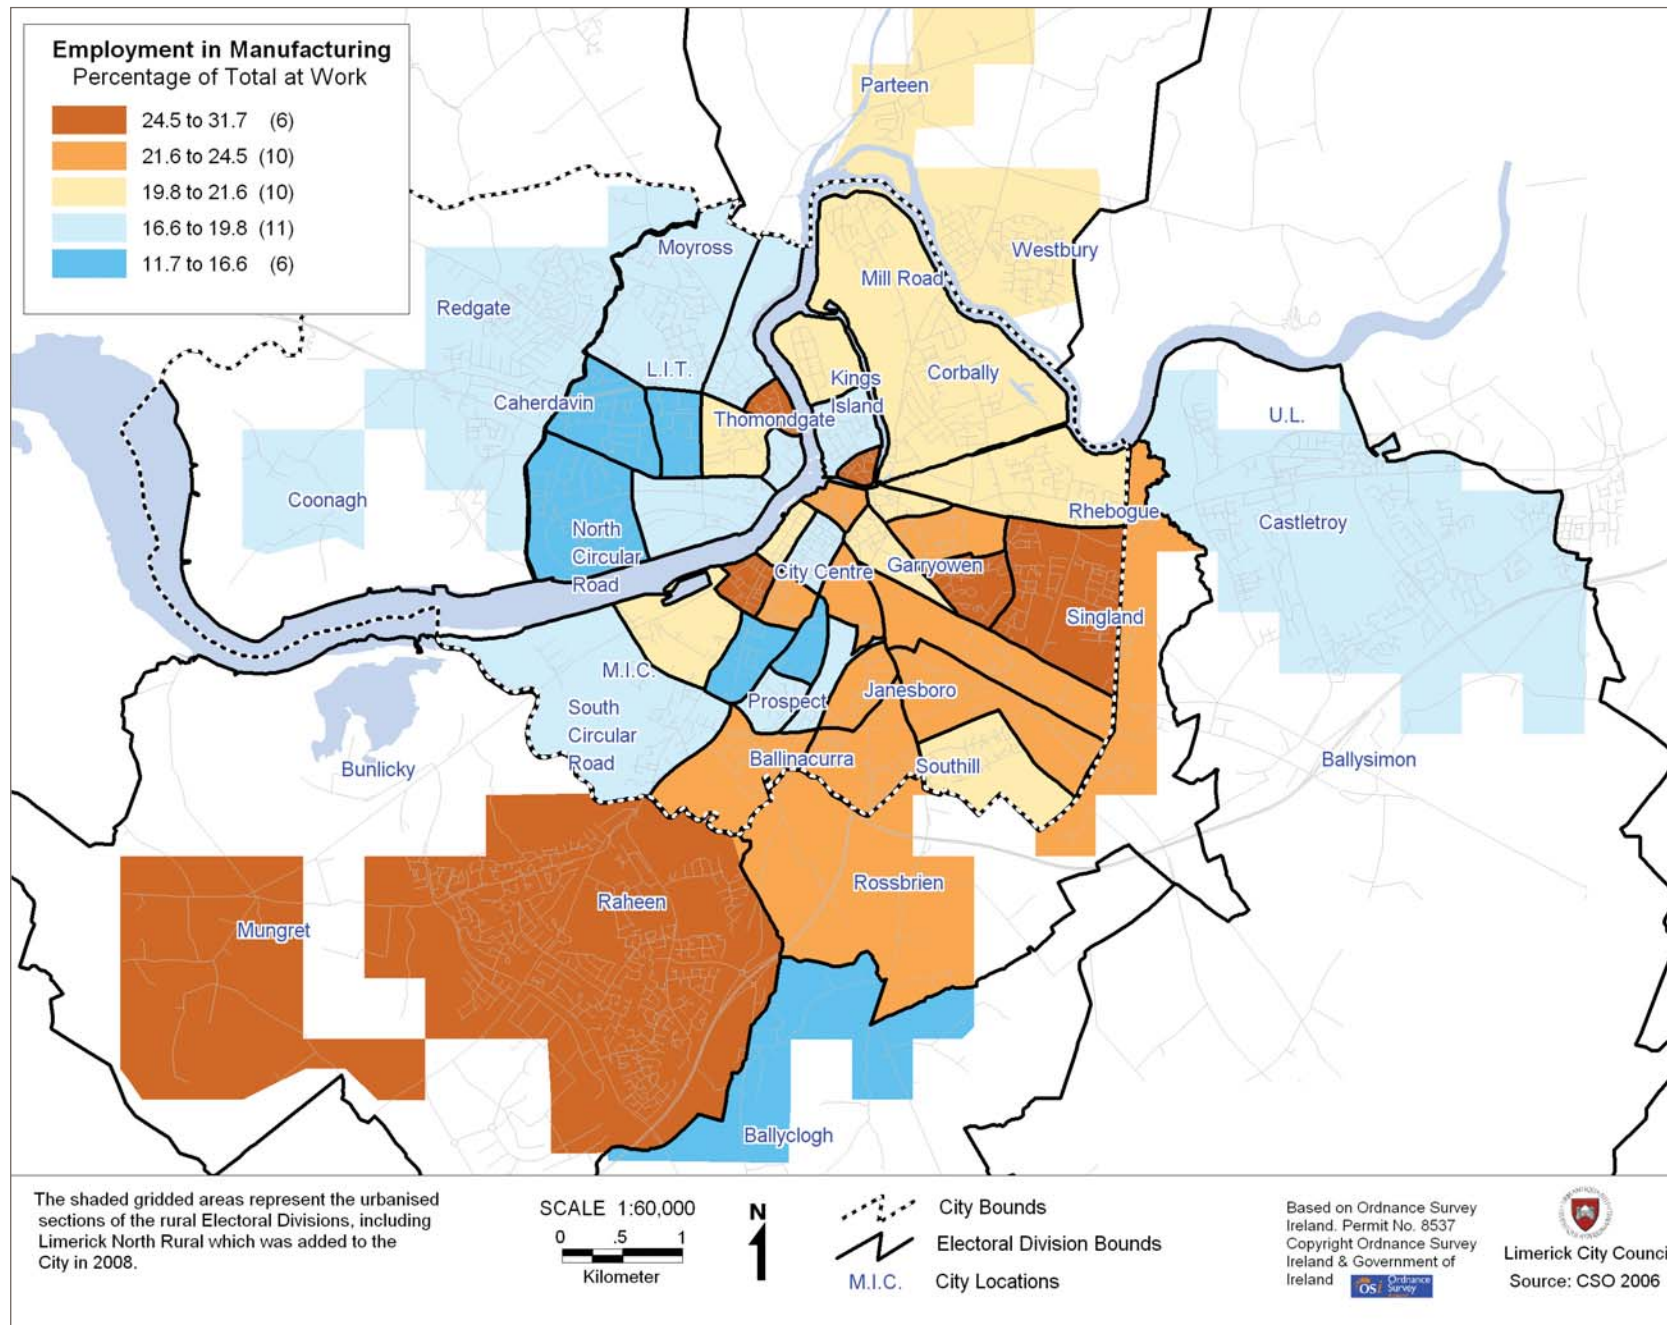 Employment in Manufacturing
Percentage of Total at Work
24.5 to 31.7 (6)
21.6 to 24.5 (10)
19.8 to 21.6 (10)
16.6 to 19.8 (11)
11.7 to 16.6 (6)
Parteen
Westbury
Moyross
Mill Road
Redgate
L.I.T.
Kings
Island
Corbally
Caherdavin
Thomondgate
U.L.
Coonagh
North
Circular
Road
Rhebogue
Castletroy
City Centre
Garryowen
Singland
M.I.C.
Prospect
Janesboro
South
Circular
Road
Bunlicky
Ballinacurra
Southill
Ballysimon
Rossbrien
Raheen
Mungret
Ballyclogh
The shaded gridded areas represent the urbanised
sections of the rural Electoral Divisions, including
Limerick North Rural which was added to the
City in 2008.
SCALE 1:60,000
0 .5 1
Kilometer
N
City Bounds
Electoral Division Bounds
M.I.C. City Locations
Based on Ordnance Survey
Ireland. Permit No. 8537
Copyright Ordnance Survey
Ireland & Government of
Ireland
OSi Ordnance
Survey
Limerick City Counci
Source: CSO 2006